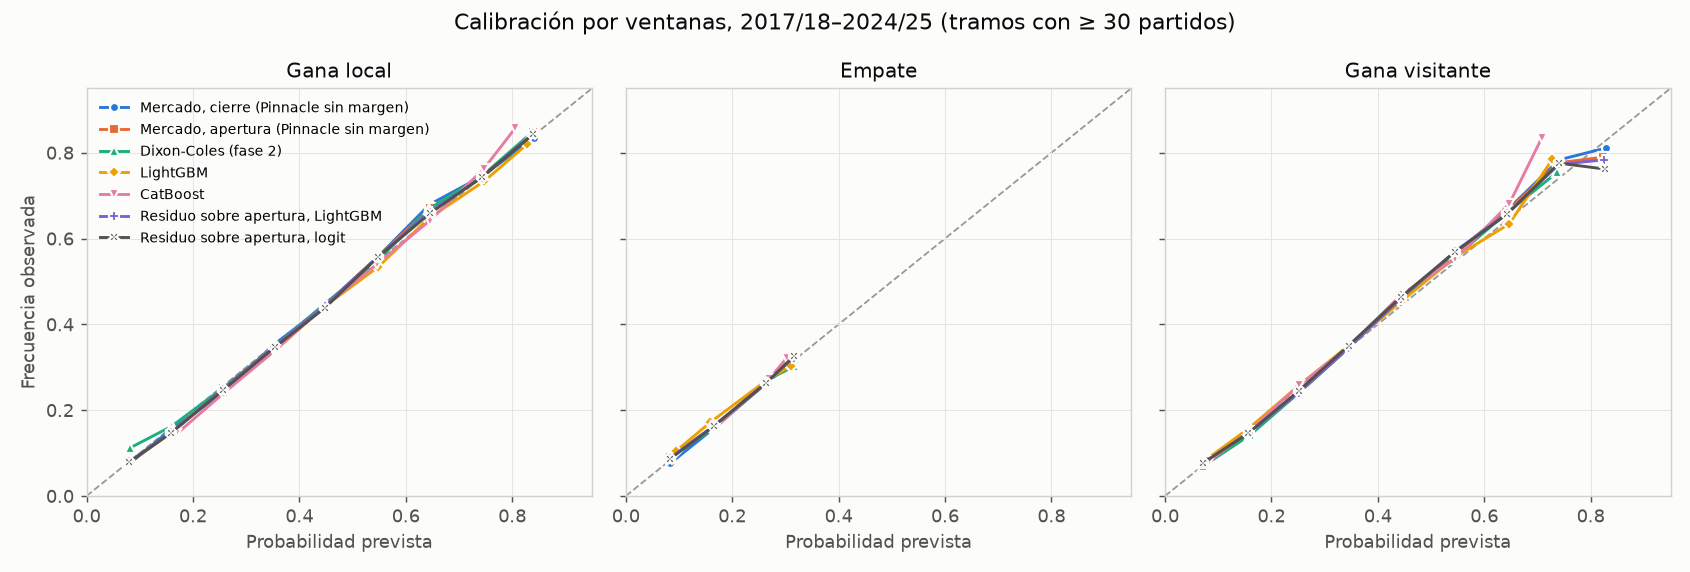 Calibración por ventanas, 2017/18–2024/25 (tramos con ≥ 30 partidos)
Gana local
Empate
Gana visitante
Mercado, cierre (Pinnacle sin margen)
Mercado, apertura (Pinnacle sin margen)
Dixon-Coles (fase 2)
LightGBM
CatBoost
Residuo sobre apertura, LightGBM
Residuo sobre apertura, logit
Frecuencia observada
0.8
0.6
0.4
0.2
0.0
0.0 0.2 0.4 0.6 0.8
0.0 0.2 0.4 0.6 0.8
0.0 0.2 0.4 0.6 0.8
Probabilidad prevista
Probabilidad prevista
Probabilidad prevista